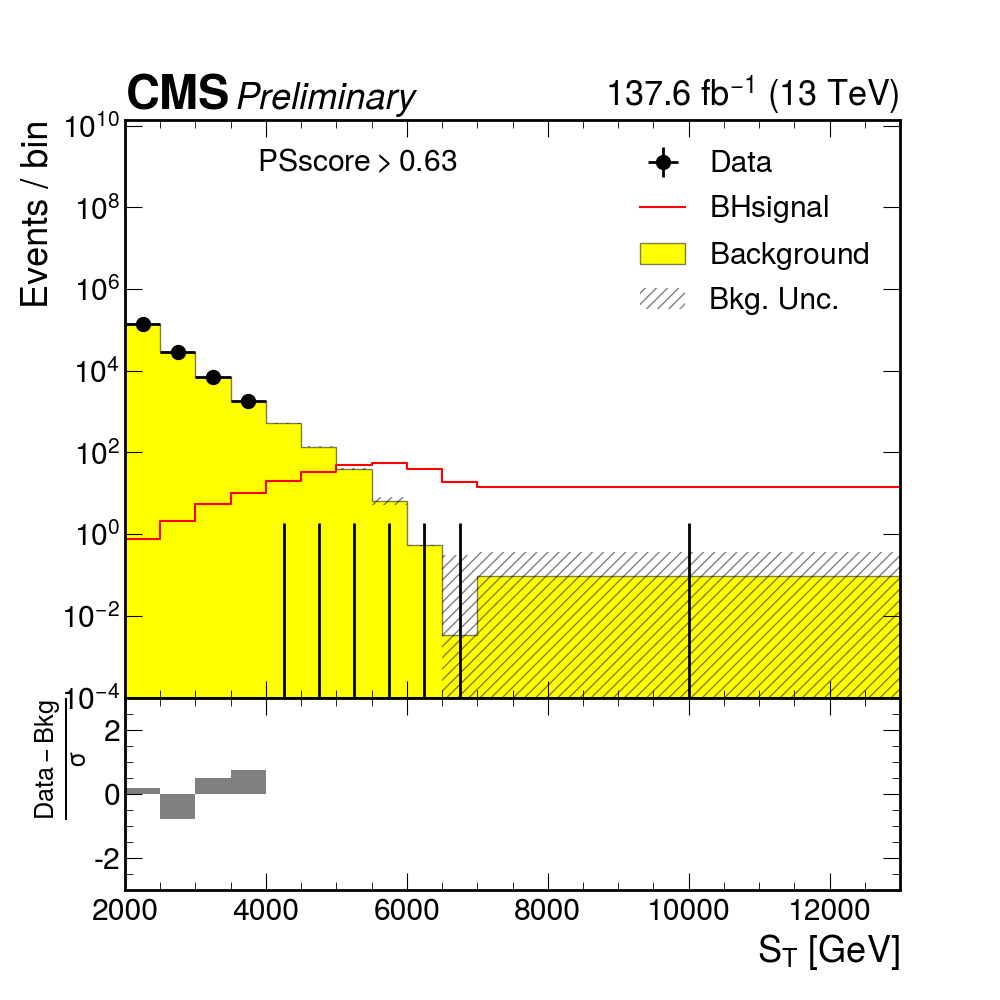 CMS Preliminary
137.6 fb⁻¹ (13 TeV)
Events / bin
10¹⁰
10⁸
10⁶
10⁴
10²
10⁰
10⁻²
10⁻⁴
PSscore > 0.63
Data
BHsignal
Background
Bkg. Unc.
Data – Bkg
σ
2
0
-2
2000 4000 6000 8000 10000 12000
S_T [GeV]